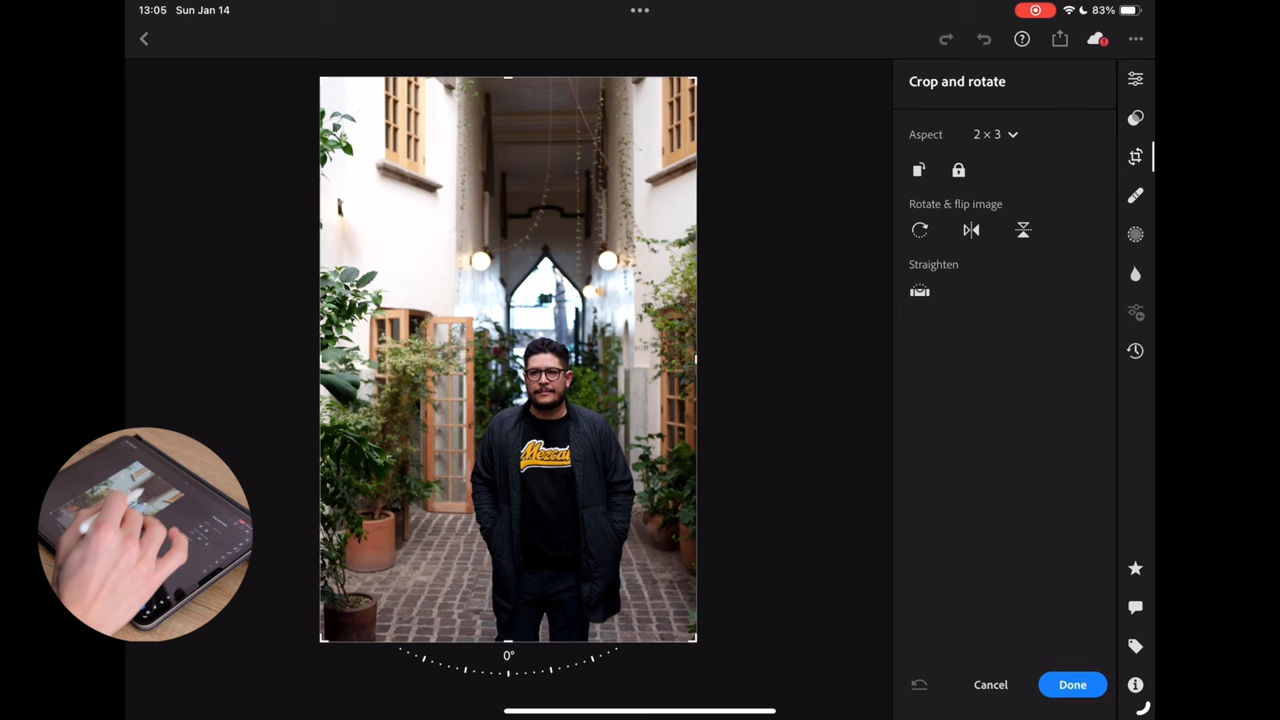 13:05 Sun Jan 14
83%
Crop and rotate
Aspect 2 × 3
Rotate & flip image
Straighten
Mezcal
0°
Cancel Done